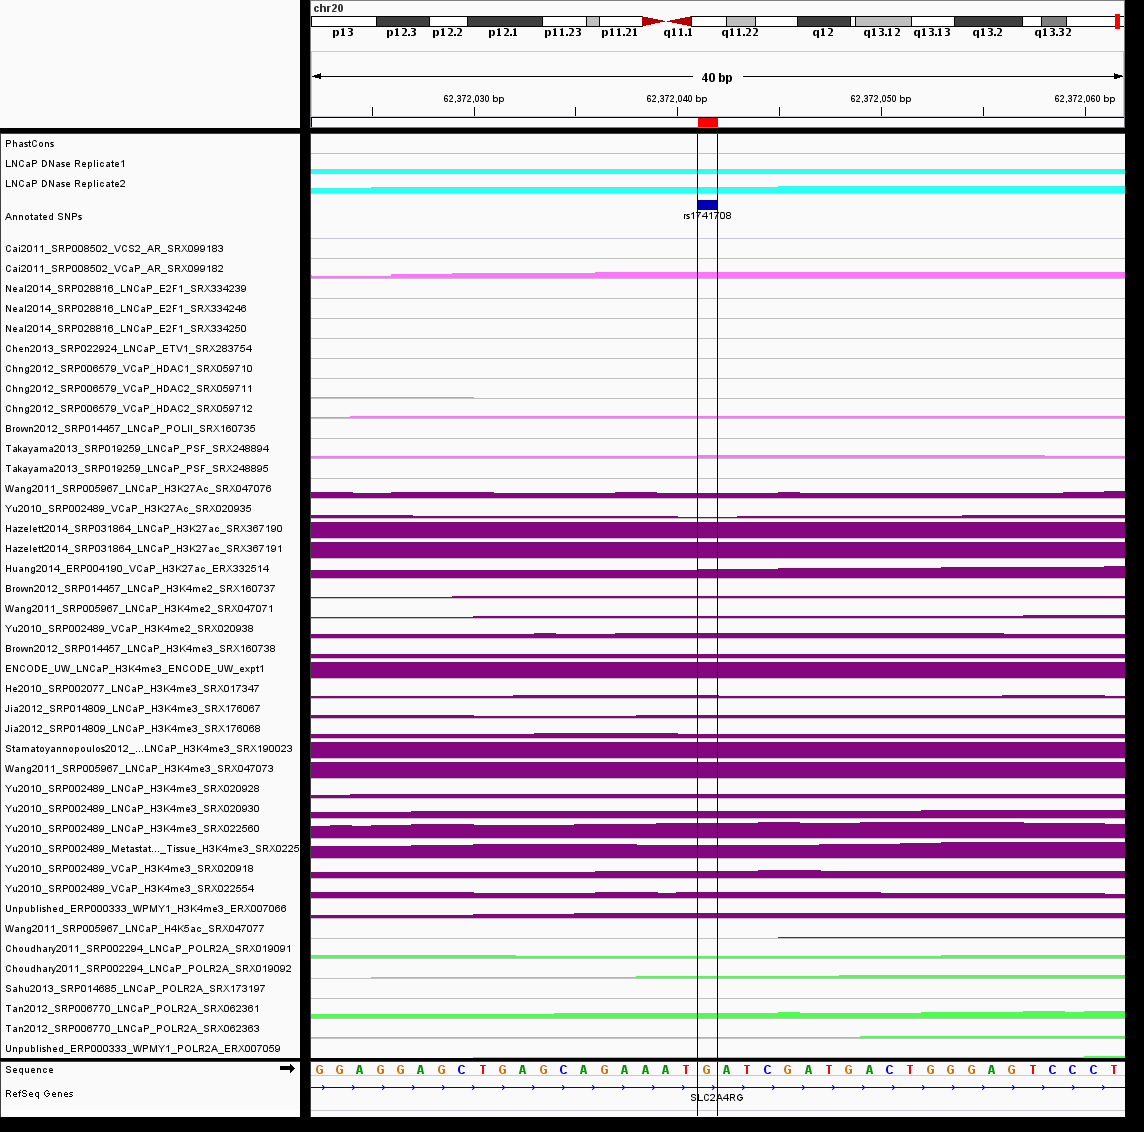 chr20
p13 p12.3 p12.2 p12.1 p11.23 p11.21 q11.1 q11.22 q12 q13.12 q13.13 q13.2 q13.32
40 bp
62,372,030 bp 62,372,040 bp 62,372,050 bp 62,372,060 bp
PhastCons
LNCaP DNase Replicate1
LNCaP DNase Replicate2
Annotated SNPs
rs1741708
Cai2011_SRP008502_VCS2_AR_SRX099183
Cai2011_SRP008502_VCaP_AR_SRX099182
Neal2014_SRP028816_LNCaP_E2F1_SRX334239
Neal2014_SRP028816_LNCaP_E2F1_SRX334246
Neal2014_SRP028816_LNCaP_E2F1_SRX334250
Chen2013_SRP022924_LNCaP_ETV1_SRX283754
Chng2012_SRP006579_VCaP_HDAC1_SRX059710
Chng2012_SRP006579_VCaP_HDAC2_SRX059711
Chng2012_SRP006579_VCaP_HDAC2_SRX059712
Brown2012_SRP014457_LNCaP_POLII_SRX160735
Takayama2013_SRP019259_LNCaP_PSF_SRX248894
Takayama2013_SRP019259_LNCaP_PSF_SRX248895
Wang2011_SRP005967_LNCaP_H3K27Ac_SRX047076
Yu2010_SRP002489_VCaP_H3K27Ac_SRX020935
Hazelett2014_SRP031864_LNCaP_H3K27ac_SRX367190
Hazelett2014_SRP031864_LNCaP_H3K27ac_SRX367191
Huang2014_ERP004190_VCaP_H3K27ac_ERX332514
Brown2012_SRP014457_LNCaP_H3K4me2_SRX160737
Wang2011_SRP005967_LNCaP_H3K4me2_SRX047071
Yu2010_SRP002489_VCaP_H3K4me2_SRX020938
Brown2012_SRP014457_LNCaP_H3K4me3_SRX160738
ENCODE_UW_LNCaP_H3K4me3_ENCODE_UW_expt1
He2010_SRP002077_LNCaP_H3K4me3_SRX017347
Jia2012_SRP014809_LNCaP_H3K4me3_SRX176067
Jia2012_SRP014809_LNCaP_H3K4me3_SRX176068
Stamatoyannopoulos2012_...LNCaP_H3K4me3_SRX190023
Wang2011_SRP005967_LNCaP_H3K4me3_SRX047073
Yu2010_SRP002489_LNCaP_H3K4me3_SRX020928
Yu2010_SRP002489_LNCaP_H3K4me3_SRX020930
Yu2010_SRP002489_LNCaP_H3K4me3_SRX022560
Yu2010_SRP002489_Metastat..._Tissue_H3K4me3_SRX0225
Yu2010_SRP002489_VCaP_H3K4me3_SRX020918
Yu2010_SRP002489_VCaP_H3K4me3_SRX022554
Unpublished_ERP000333_WPMY1_H3K4me3_ERX007066
Wang2011_SRP005967_LNCaP_H4K5ac_SRX047077
Choudhary2011_SRP002294_LNCaP_POLR2A_SRX019091
Choudhary2011_SRP002294_LNCaP_POLR2A_SRX019092
Sahu2013_SRP014685_LNCaP_POLR2A_SRX173197
Tan2012_SRP006770_LNCaP_POLR2A_SRX062361
Tan2012_SRP006770_LNCaP_POLR2A_SRX062363
Unpublished_ERP000333_WPMY1_POLR2A_ERX007059
Sequence G G A G G A G C T G A G C A G A A A T G A T C G A T G A C T G G G A G T C C C T
RefSeq Genes
SLC2A4RG